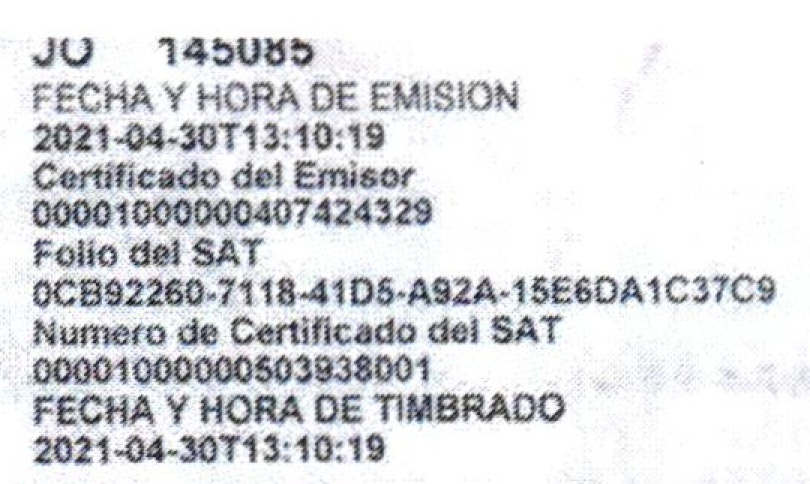 JO 145085
FECHA Y HORA DE EMISION
2021-04-30T13:10:19
Certificado del Emisor
00001000000407424329
Folio del SAT
0CB92260-7118-41D5-A92A-15E6DA1C37C9
Numero de Certificado del SAT
00001000000503938001
FECHA Y HORA DE TIMBRADO
2021-04-30T13:10:19